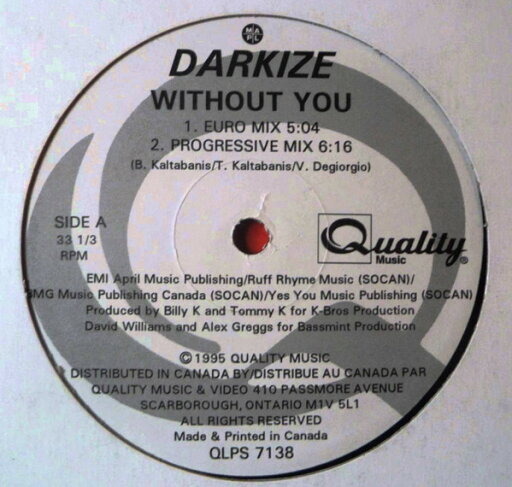 MAPL
DARKIZE
WITHOUT YOU
1. EURO MIX 5:04
2. PROGRESSIVE MIX 6:16
(B. Kaltabanis/T. Kaltabanis/V. Degiorgio)
SIDE A
33 1/3
RPM
Quality
Music
®
EMI April Music Publishing/Ruff Rhyme Music (SOCAN)/
BMG Music Publishing Canada (SOCAN)/Yes You Music Publishing (SOCAN)
Produced by Billy K and Tommy K for K-Bros Production
David Williams and Alex Greggs for Bassmint Production
© 1995 QUALITY MUSIC
DISTRIBUTED IN CANADA BY/DISTRIBUE AU CANADA PAR
QUALITY MUSIC & VIDEO 410 PASSMORE AVENUE
SCARBOROUGH, ONTARIO M1V 5L1
ALL RIGHTS RESERVED
Made & Printed in Canada
QLPS 7138